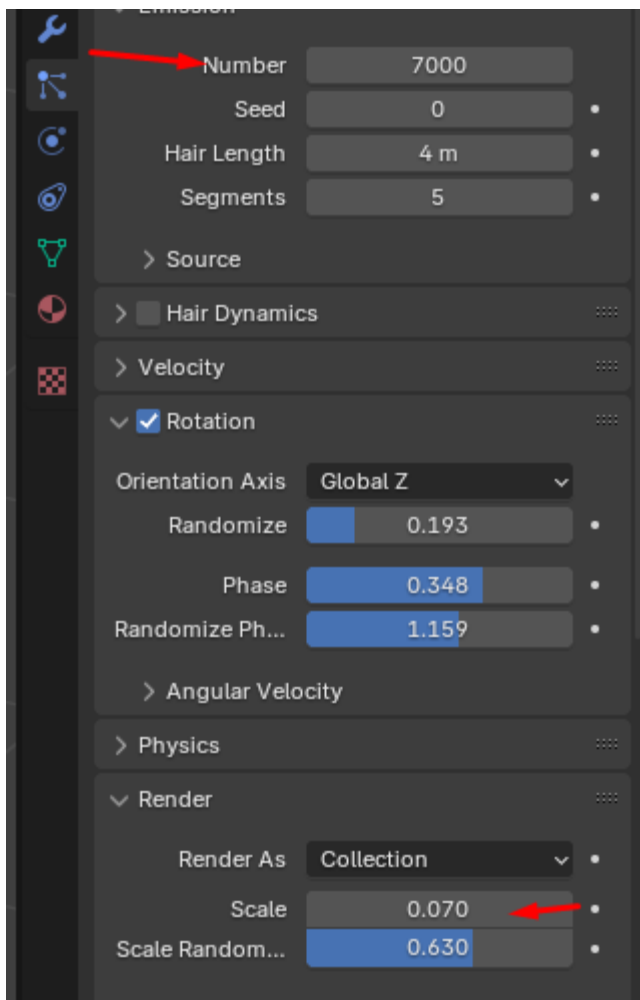 Emission
Number 7000
Seed 0
Hair Length 4 m
Segments 5
Source
Hair Dynamics
Velocity
Rotation
Orientation Axis Global Z
Randomize 0.193
Phase 0.348
Randomize Ph... 1.159
Angular Velocity
Physics
Render
Render As Collection
Scale 0.070
Scale Random... 0.630